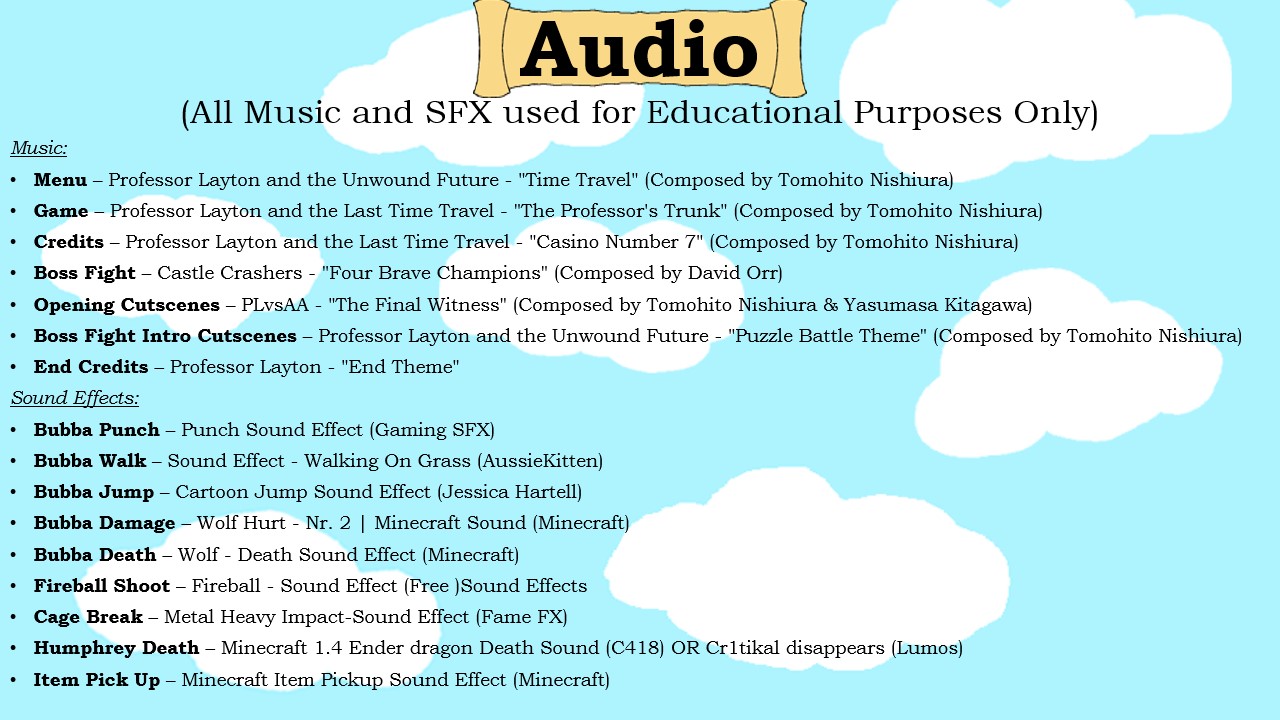 Audio
(All Music and SFX used for Educational Purposes Only)
Music:
• Menu – Professor Layton and the Unwound Future - "Time Travel" (Composed by Tomohito Nishiura)
• Game – Professor Layton and the Last Time Travel - "The Professor's Trunk" (Composed by Tomohito Nishiura)
• Credits – Professor Layton and the Last Time Travel - "Casino Number 7" (Composed by Tomohito Nishiura)
• Boss Fight – Castle Crashers - "Four Brave Champions" (Composed by David Orr)
• Opening Cutscenes – PLvsAA - "The Final Witness" (Composed by Tomohito Nishiura & Yasumasa Kitagawa)
• Boss Fight Intro Cutscenes – Professor Layton and the Unwound Future - "Puzzle Battle Theme" (Composed by Tomohito Nishiura)
• End Credits – Professor Layton - "End Theme"
Sound Effects:
• Bubba Punch – Punch Sound Effect (Gaming SFX)
• Bubba Walk – Sound Effect - Walking On Grass (AussieKitten)
• Bubba Jump – Cartoon Jump Sound Effect (Jessica Hartell)
• Bubba Damage – Wolf Hurt - Nr. 2 | Minecraft Sound (Minecraft)
• Bubba Death – Wolf - Death Sound Effect (Minecraft)
• Fireball Shoot – Fireball - Sound Effect (Free )Sound Effects
• Cage Break – Metal Heavy Impact-Sound Effect (Fame FX)
• Humphrey Death – Minecraft 1.4 Ender dragon Death Sound (C418) OR Cr1tikal disappears (Lumos)
• Item Pick Up – Minecraft Item Pickup Sound Effect (Minecraft)